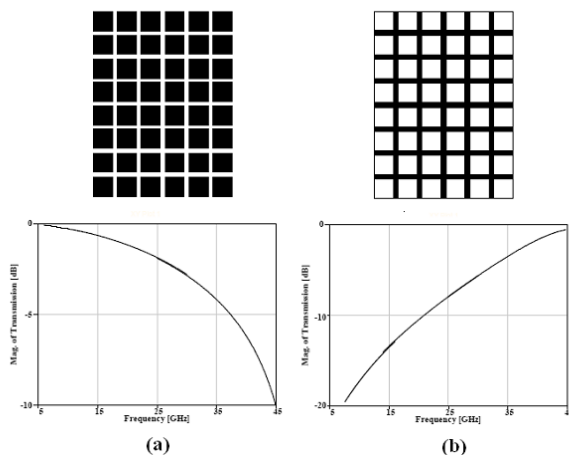 0
-5
-10
Mag. of Transmission [dB]
5
15
25
35
45
Frequency [GHz]
(a)
0
-10
-20
Mag. of Transmission [dB]
5
15
25
35
4
Frequency [GHz]
(b)